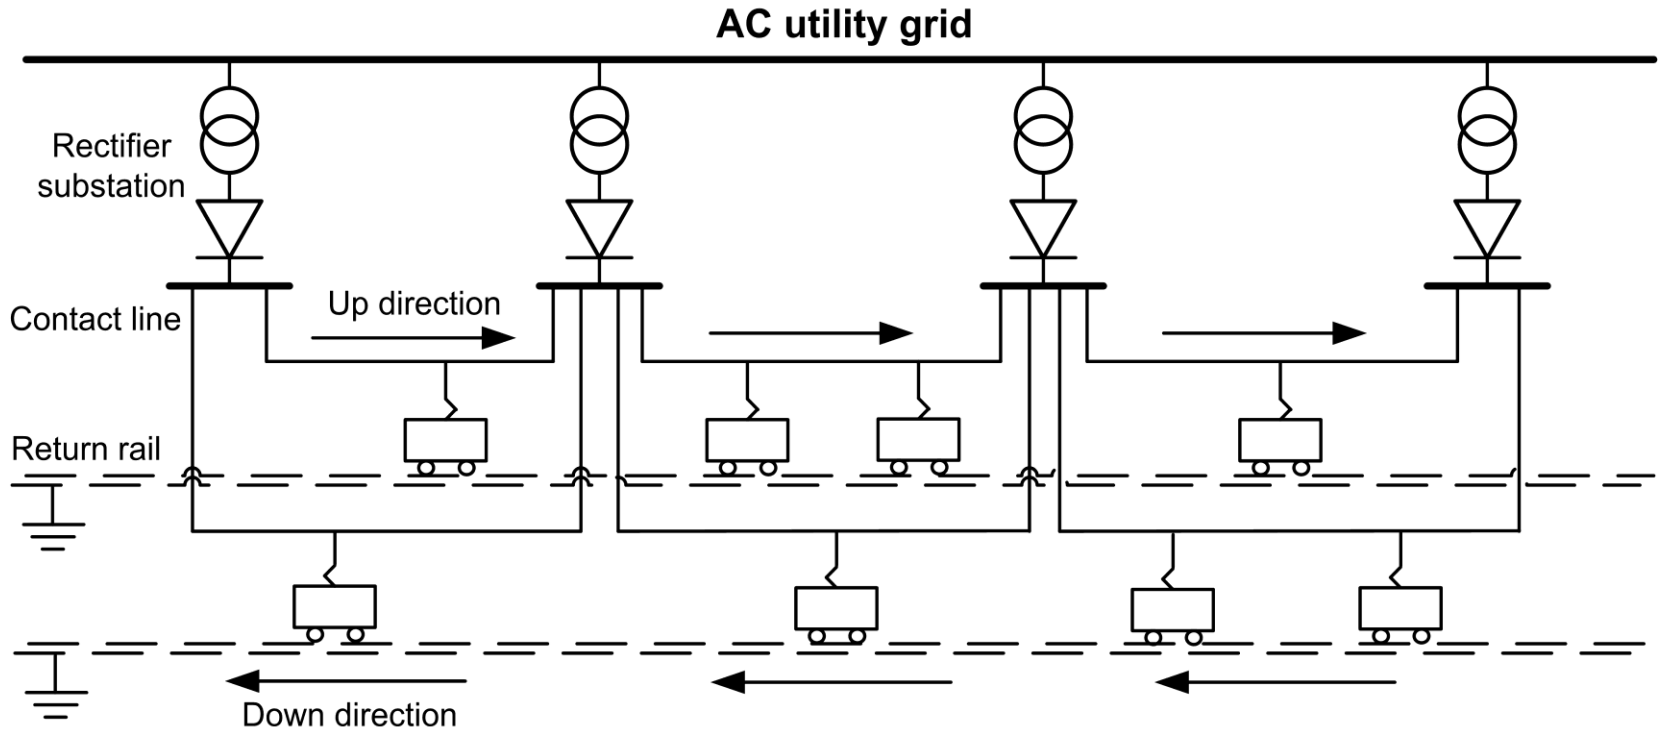 AC utility grid
Rectifier
substation
Contact line
Up direction
Return rail
Down direction